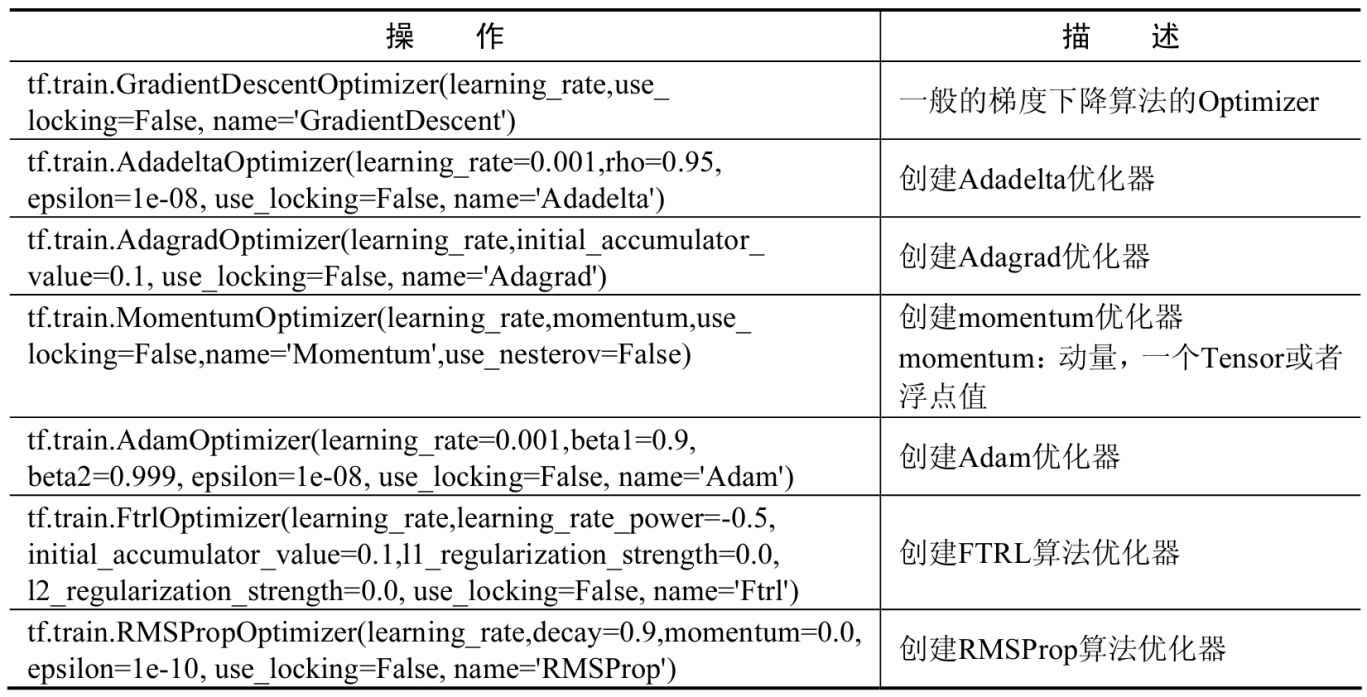 操 作
描 述
tf.train.GradientDescentOptimizer(learning_rate,use_
locking=False, name='GradientDescent')
一般的梯度下降算法的Optimizer
tf.train.AdadeltaOptimizer(learning_rate=0.001,rho=0.95,
epsilon=1e-08, use_locking=False, name='Adadelta')
创建Adadelta优化器
tf.train.AdagradOptimizer(learning_rate,initial_accumulator_
value=0.1, use_locking=False, name='Adagrad')
创建Adagrad优化器
tf.train.MomentumOptimizer(learning_rate,momentum,use_
locking=False,name='Momentum',use_nesterov=False)
创建momentum优化器
momentum：动量，一个Tensor或者
浮点值
tf.train.AdamOptimizer(learning_rate=0.001,beta1=0.9,
beta2=0.999, epsilon=1e-08, use_locking=False, name='Adam')
创建Adam优化器
tf.train.FtrlOptimizer(learning_rate,learning_rate_power=-0.5,
initial_accumulator_value=0.1,l1_regularization_strength=0.0,
l2_regularization_strength=0.0, use_locking=False, name='Ftrl')
创建FTRL算法优化器
tf.train.RMSPropOptimizer(learning_rate,decay=0.9,momentum=0.0,
epsilon=1e-10, use_locking=False, name='RMSProp')
创建RMSProp算法优化器